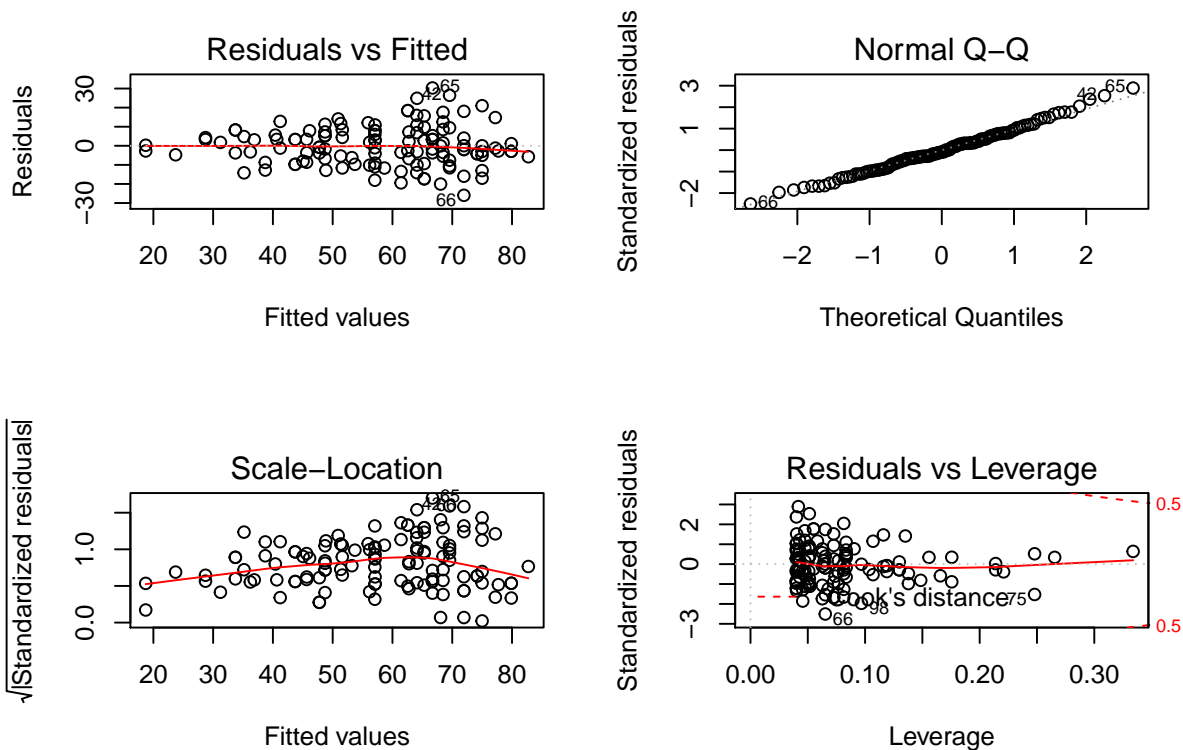 Residuals vs Fitted
Residuals
30
0
−30
65
42
66
20 30 40 50 60 70 80
Fitted values
Normal Q−Q
Standardized residuals
3
1
−2
42 65
66
−2 −1 0 1 2
Theoretical Quantiles
Scale−Location
√|Standardized residuals|
1.0
0.0
65
42 66
20 30 40 50 60 70 80
Fitted values
Residuals vs Leverage
Standardized residuals
2
0
−3
0.5
0.5
Cook's distance
75
98
66
0.00 0.10 0.20 0.30
Leverage